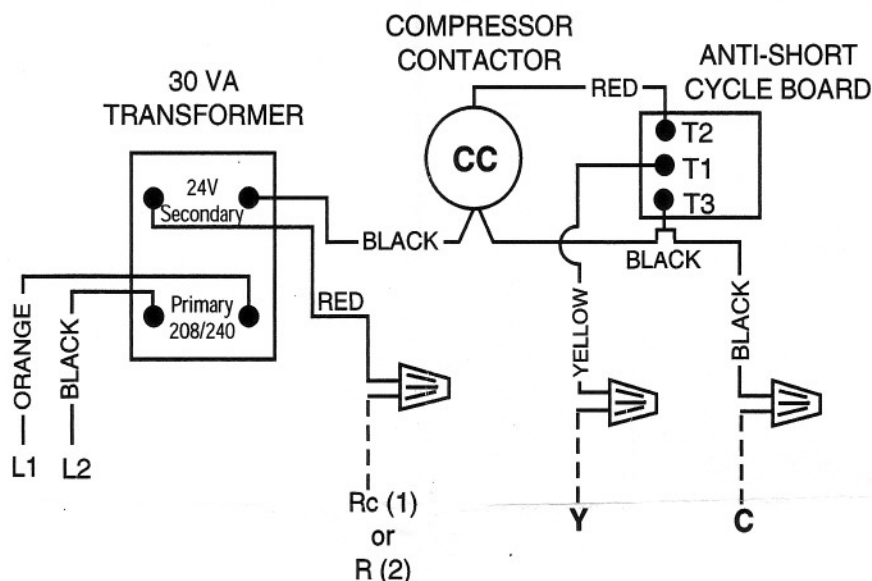 COMPRESSOR
CONTACTOR
ANTI-SHORT
CYCLE BOARD
30 VA
TRANSFORMER
RED
CC
T2
T1
T3
24V
Secondary
BLACK
BLACK
Primary
208/240
RED
ORANGE
BLACK
YELLOW
BLACK
L1
L2
Rc (1)
or
R (2)
Y
C